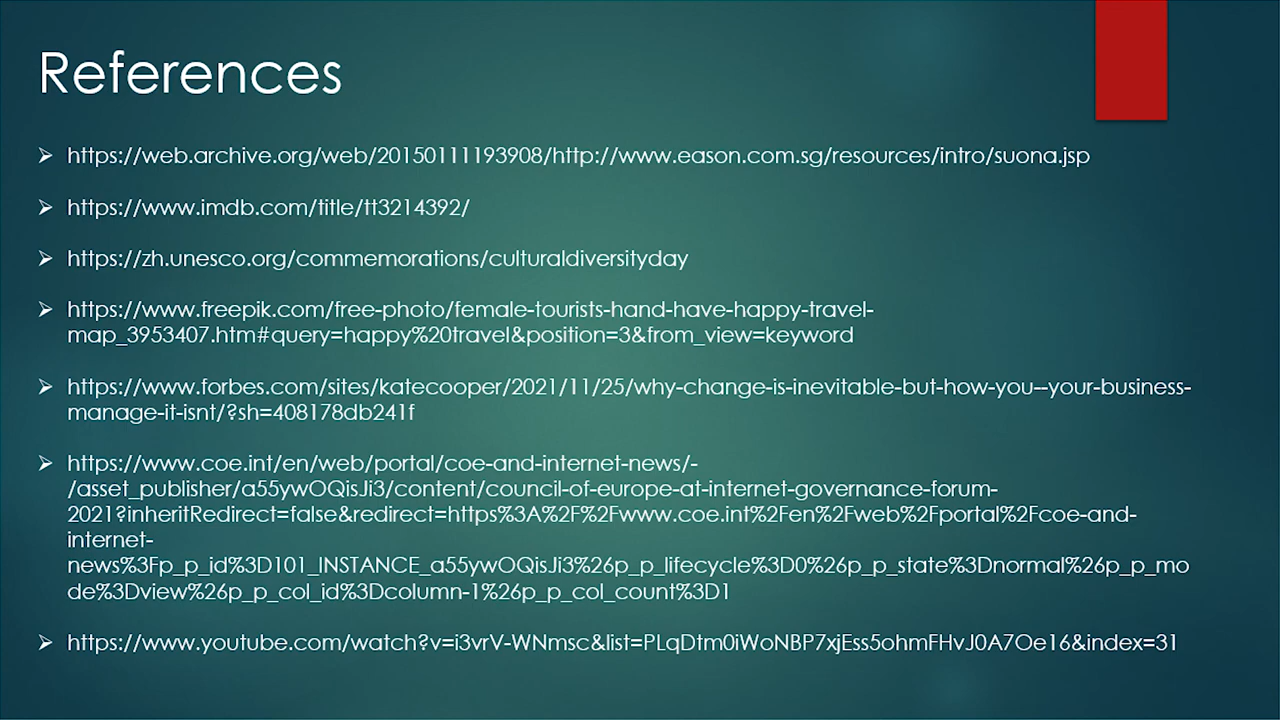 References
https://web.archive.org/web/20150111193908/http://www.eason.com.sg/resources/intro/suona.jsp
https://www.imdb.com/title/tt3214392/
https://zh.unesco.org/commemorations/culturaldiversityday
https://www.freepik.com/free-photo/female-tourists-hand-have-happy-travel-
map_3953407.htm#query=happy%20travel&position=3&from_view=keyword
https://www.forbes.com/sites/katecooper/2021/11/25/why-change-is-inevitable-but-how-you--your-business-
manage-it-isnt/?sh=408178db241f
https://www.coe.int/en/web/portal/coe-and-internet-news/-
/asset_publisher/a55ywOQisJi3/content/council-of-europe-at-internet-governance-forum-
2021?inheritRedirect=false&redirect=https%3A%2F%2Fwww.coe.int%2Fen%2Fweb%2Fportal%2Fcoe-and-
internet-
news%3Fp_p_id%3D101_INSTANCE_a55ywOQisJi3%26p_p_lifecycle%3D0%26p_p_state%3Dnormal%26p_p_mo
de%3Dview%26p_p_col_id%3Dcolumn-1%26p_p_col_count%3D1
https://www.youtube.com/watch?v=i3vrV-WNmsc&list=PLqDtm0iWoNBP7xjEss5ohmFHvJ0A7Oe16&index=31